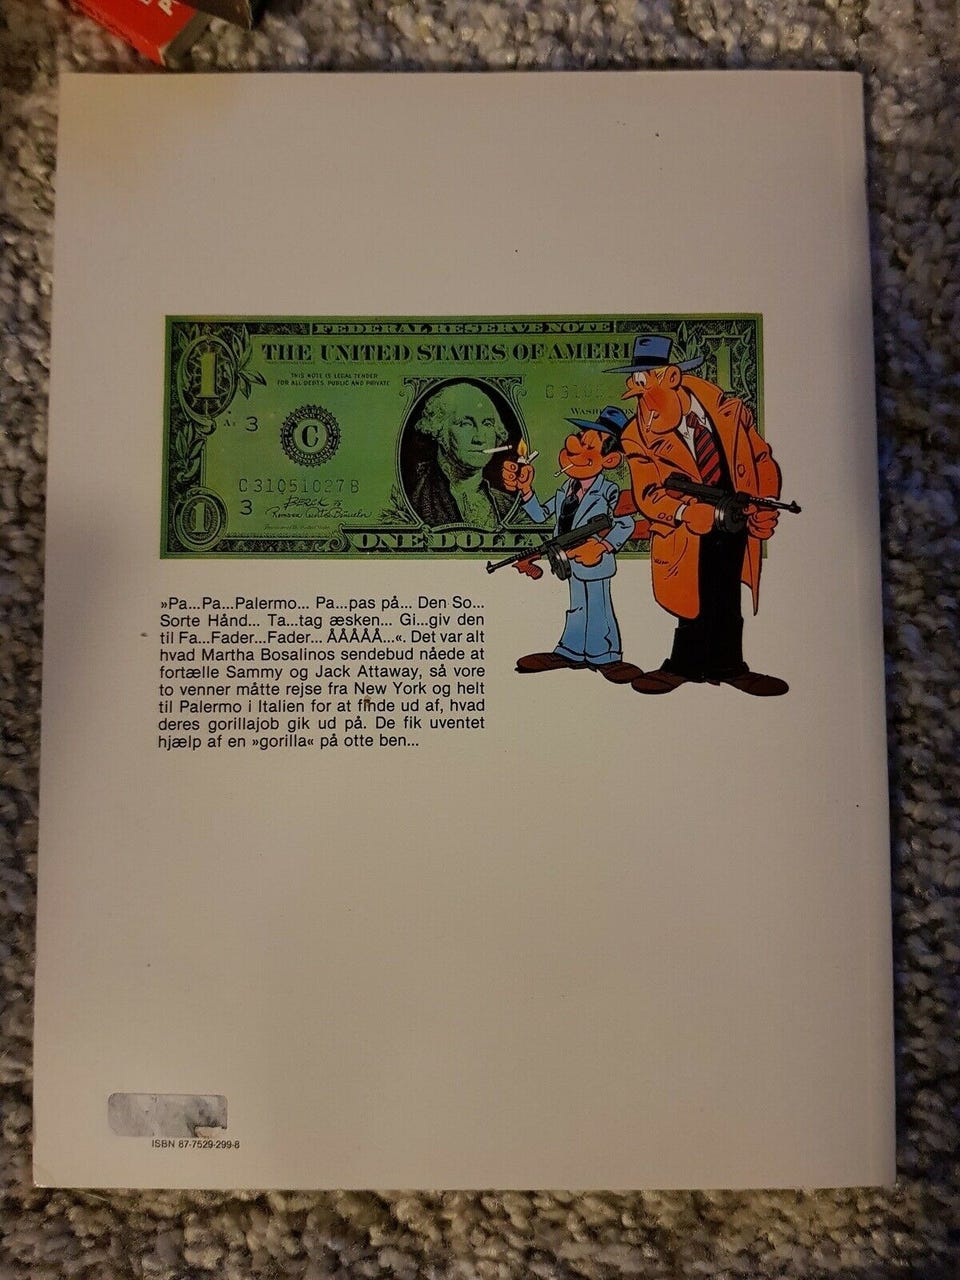 FEDERAL RESERVE NOTE
THE UNITED STATES OF AMERI
1
1
THIS NOTE IS LEGAL TENDER
FOR ALL DEBTS, PUBLIC AND PRIVATE
3
C
C31051027B
3
1
ONE DOLLA
»Pa...Pa...Palermo... Pa...pas på... Den So...
Sorte Hånd... Ta...tag æsken... Gi...giv den
til Fa...Fader...Fader... ÅÅÅÅÅ...«. Det var alt
hvad Martha Bosalinos sendebud nåede at
fortælle Sammy og Jack Attaway, så vore
to venner måtte rejse fra New York og helt
til Palermo i Italien for at finde ud af, hvad
deres gorillajob gik ud på. De fik uventet
hjælp af en »gorilla« på otte ben...
ISBN 87-7529-299-8